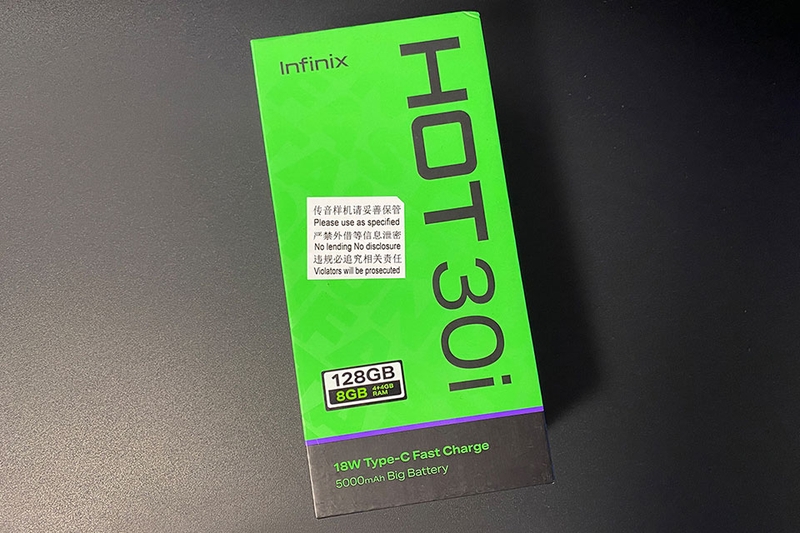 Infinix
HOT 30i
传音样机请妥善保管
Please use as specified
严禁外借等信息泄密
No lending No disclosure
违规必追究相关责任
Violators will be prosecuted
128GB
8GB 4+4GB
RAM
18W Type-C Fast Charge
5000mAh Big Battery